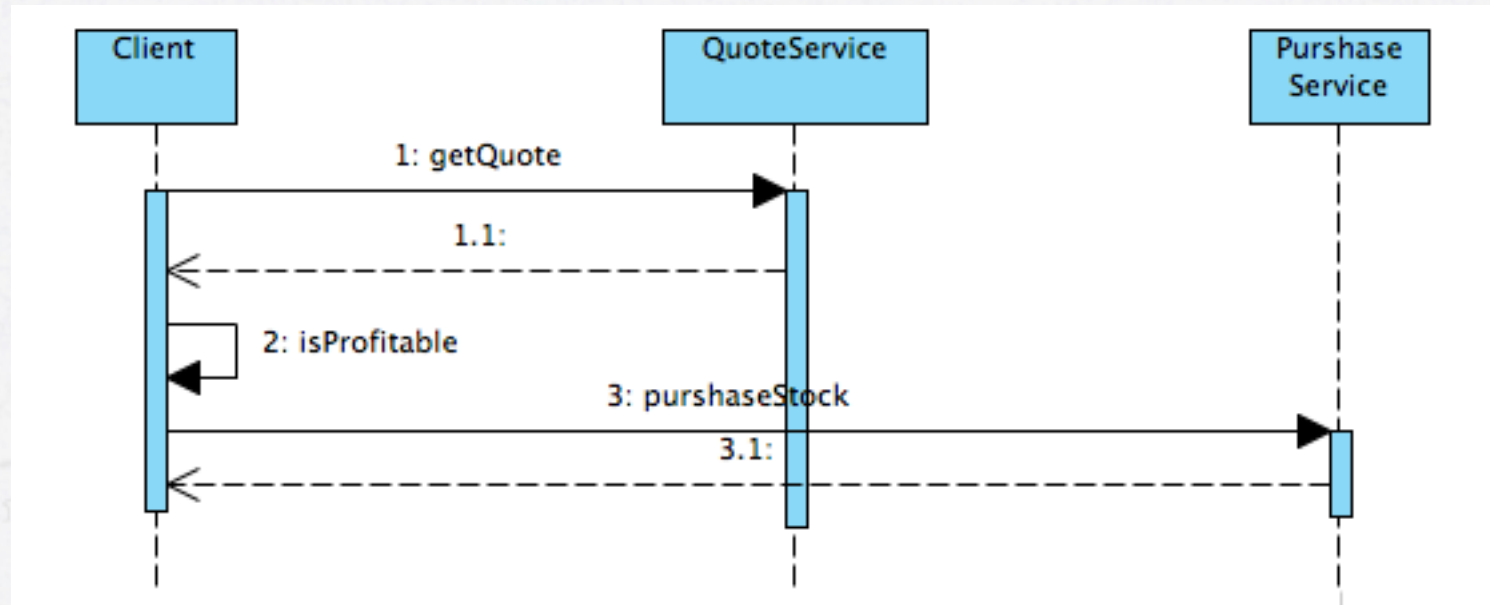 Client
QuoteService
Purshase
Service
1: getQuote
1.1:
2: isProfitable
3: purshaseStock
3.1: